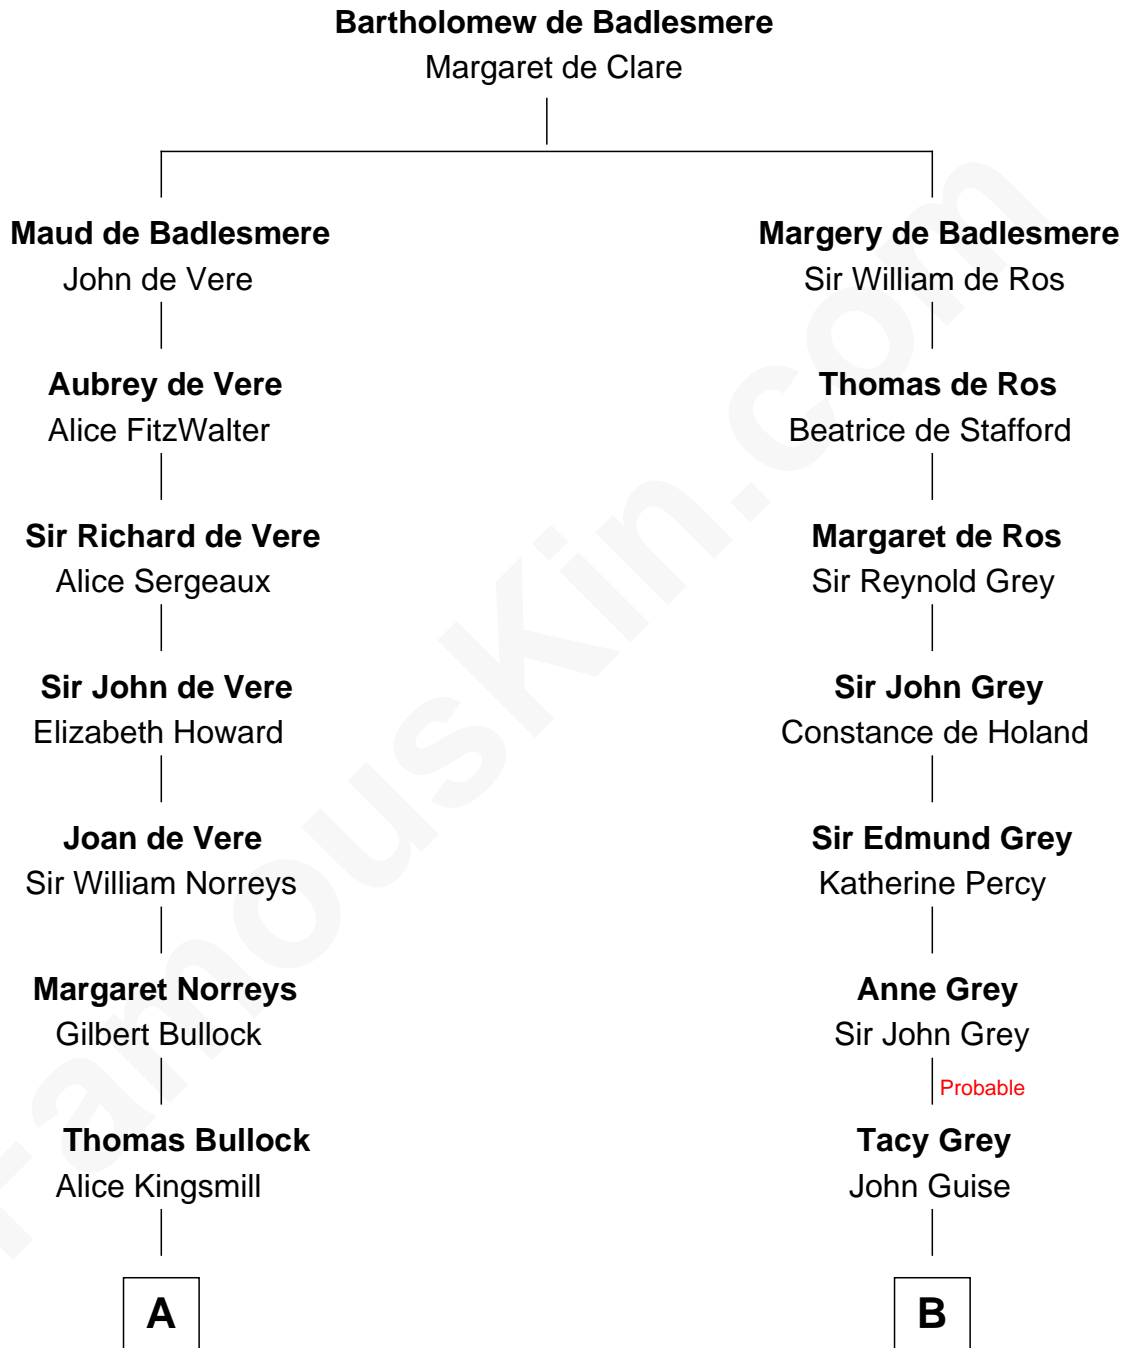 Bartholomew de Badlesmere
Margaret de Clare
Maud de Badlesmere
John de Vere
Margery de Badlesmere
Sir William de Ros
Aubrey de Vere
Alice FitzWalter
Thomas de Ros
Beatrice de Stafford
Sir Richard de Vere
Alice Sergeaux
Margaret de Ros
Sir Reynold Grey
Sir John de Vere
Elizabeth Howard
Sir John Grey
Constance de Holand
Joan de Vere
Sir William Norreys
Sir Edmund Grey
Katherine Percy
Margaret Norreys
Gilbert Bullock
Anne Grey
Sir John Grey
Probable
Thomas Bullock
Alice Kingsmill
Tacy Grey
John Guise
A
B
FamousKin.com